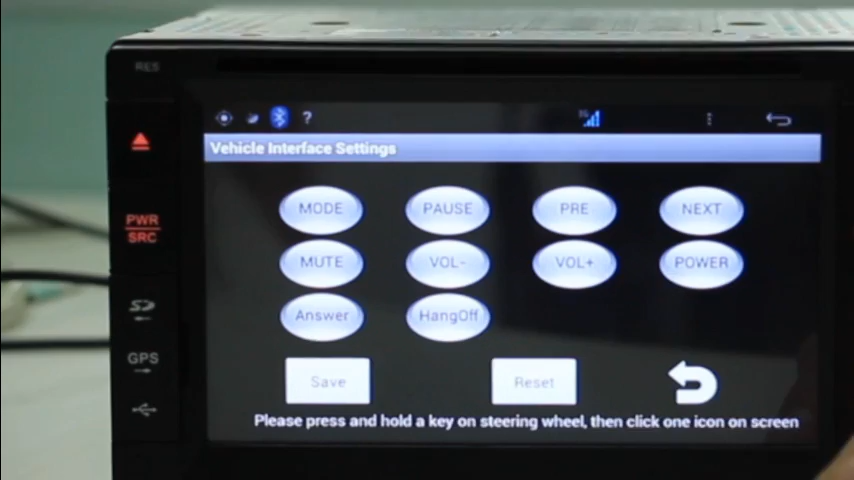 RES
?
3G
Vehicle Interface Settings
MODE PAUSE PRE NEXT
PWR
SRC
MUTE VOL- VOL+ POWER
Answer HangOff
GPS
Save Reset
Please press and hold a key on steering wheel, then click one icon on screen